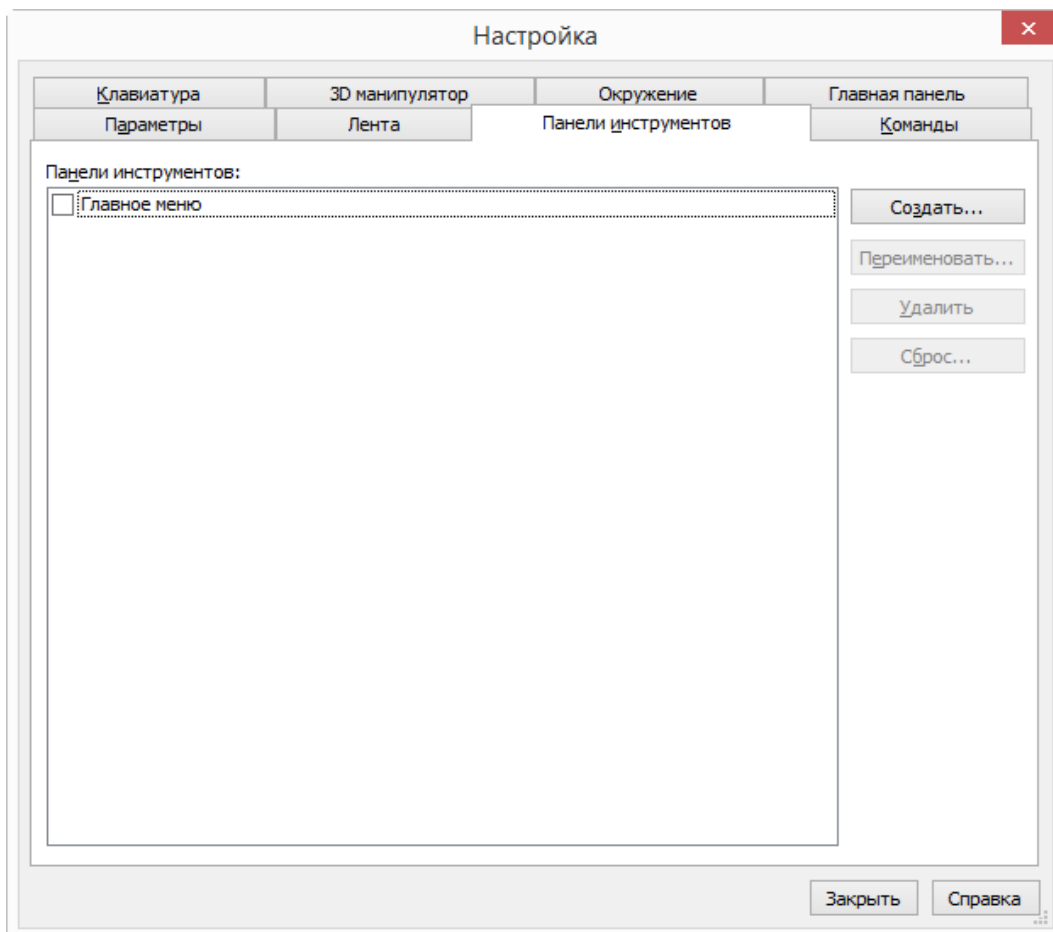 Настройка
Клавиатура 3D манипулятор Окружение Главная панель
Параметры Лента Панели инструментов Команды
Панели инструментов:
Главное меню
Создать...
Переименовать...
Удалить
Сброс...
Закрыть Справка